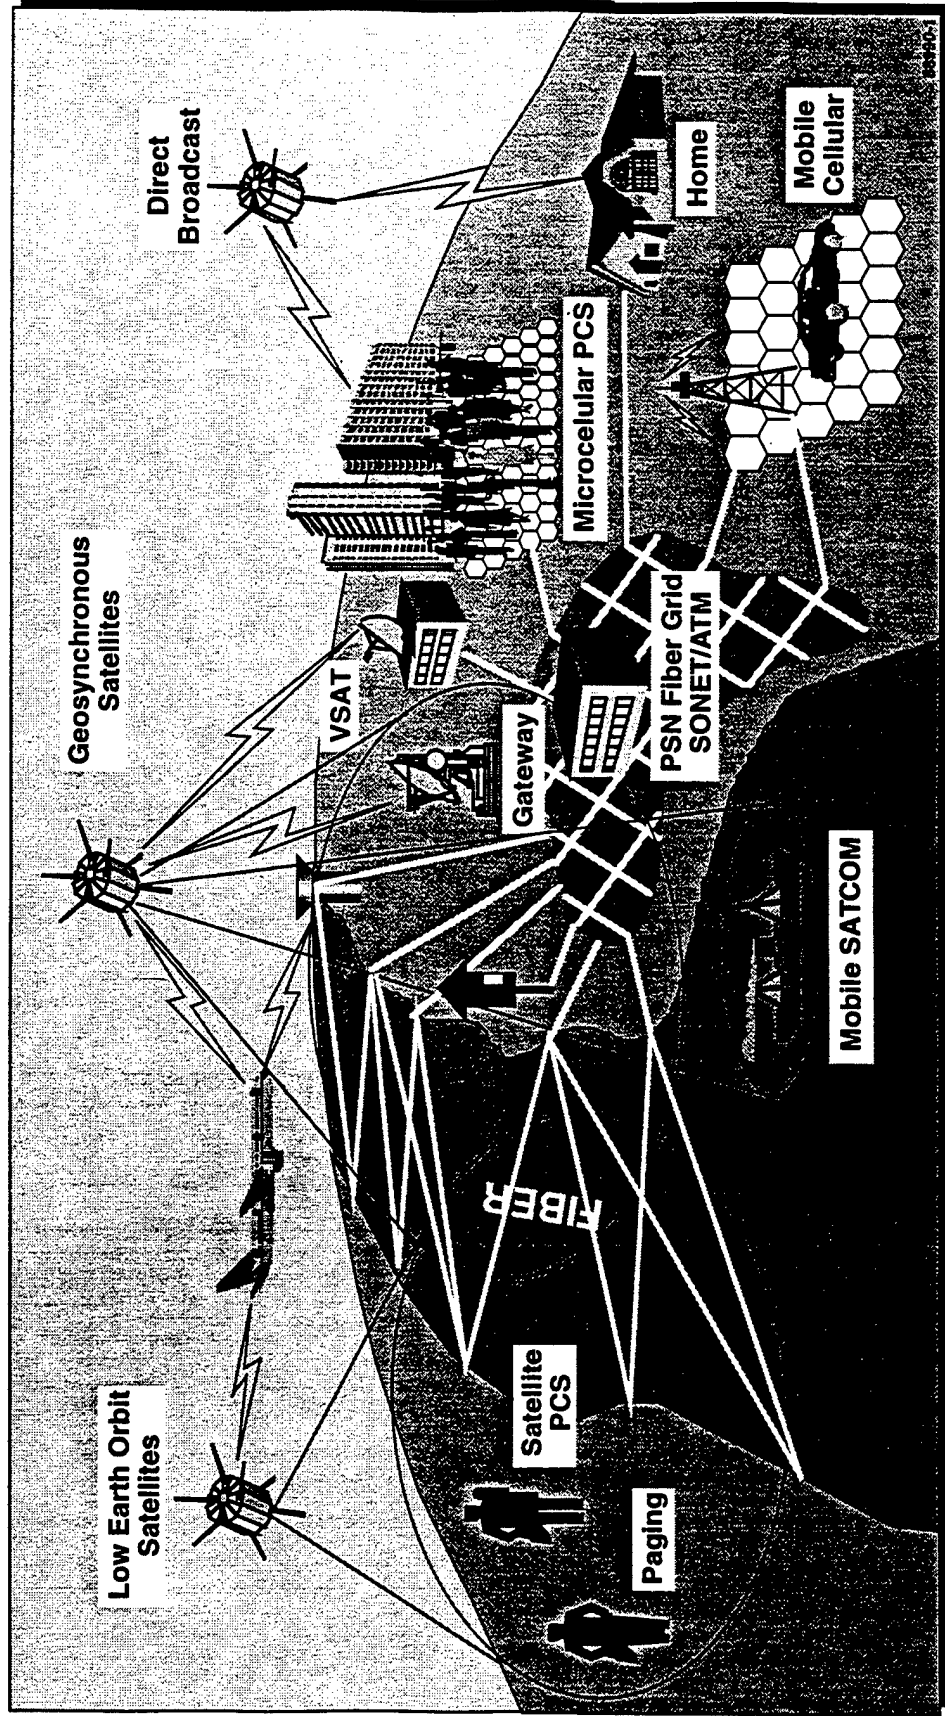 Low Earth Orbit
Satellites
Geosynchronous
Satellites
Direct
Broadcast
VSAT
Gateway
Microcelular PCS
Home
Mobile
Cellular
PSN Fiber Grid
SONET/ATM
FIBER
Satellite
PCS
Paging
Mobile SATCOM